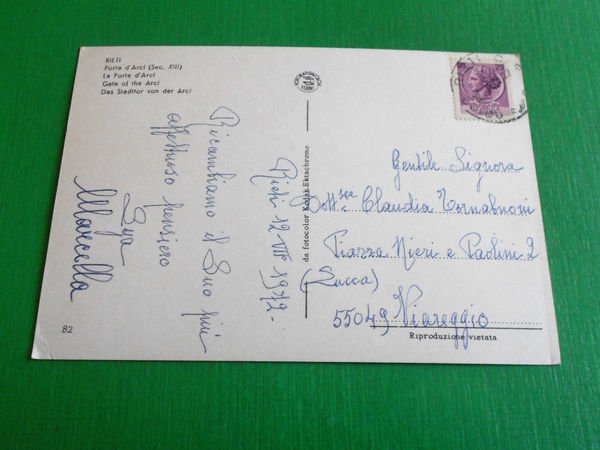 RIETI
Porta d'Arci (Sec. XIII)
La Porte d'Arci
Gate of the Arci
Das Stadttor von der Arci
Rieti 12-VII 1972-
Ricambiamo il Suo più
affettuoso pensiero
Sua
Marcella
da fotocolor Kodak Ektachrome
Gentile Signora
Dott.ssa Claudia Tornabuoni
Piazza Nieri e Paolini 2
(Lucca)
55049 Viareggio
82
Riproduzione vietata